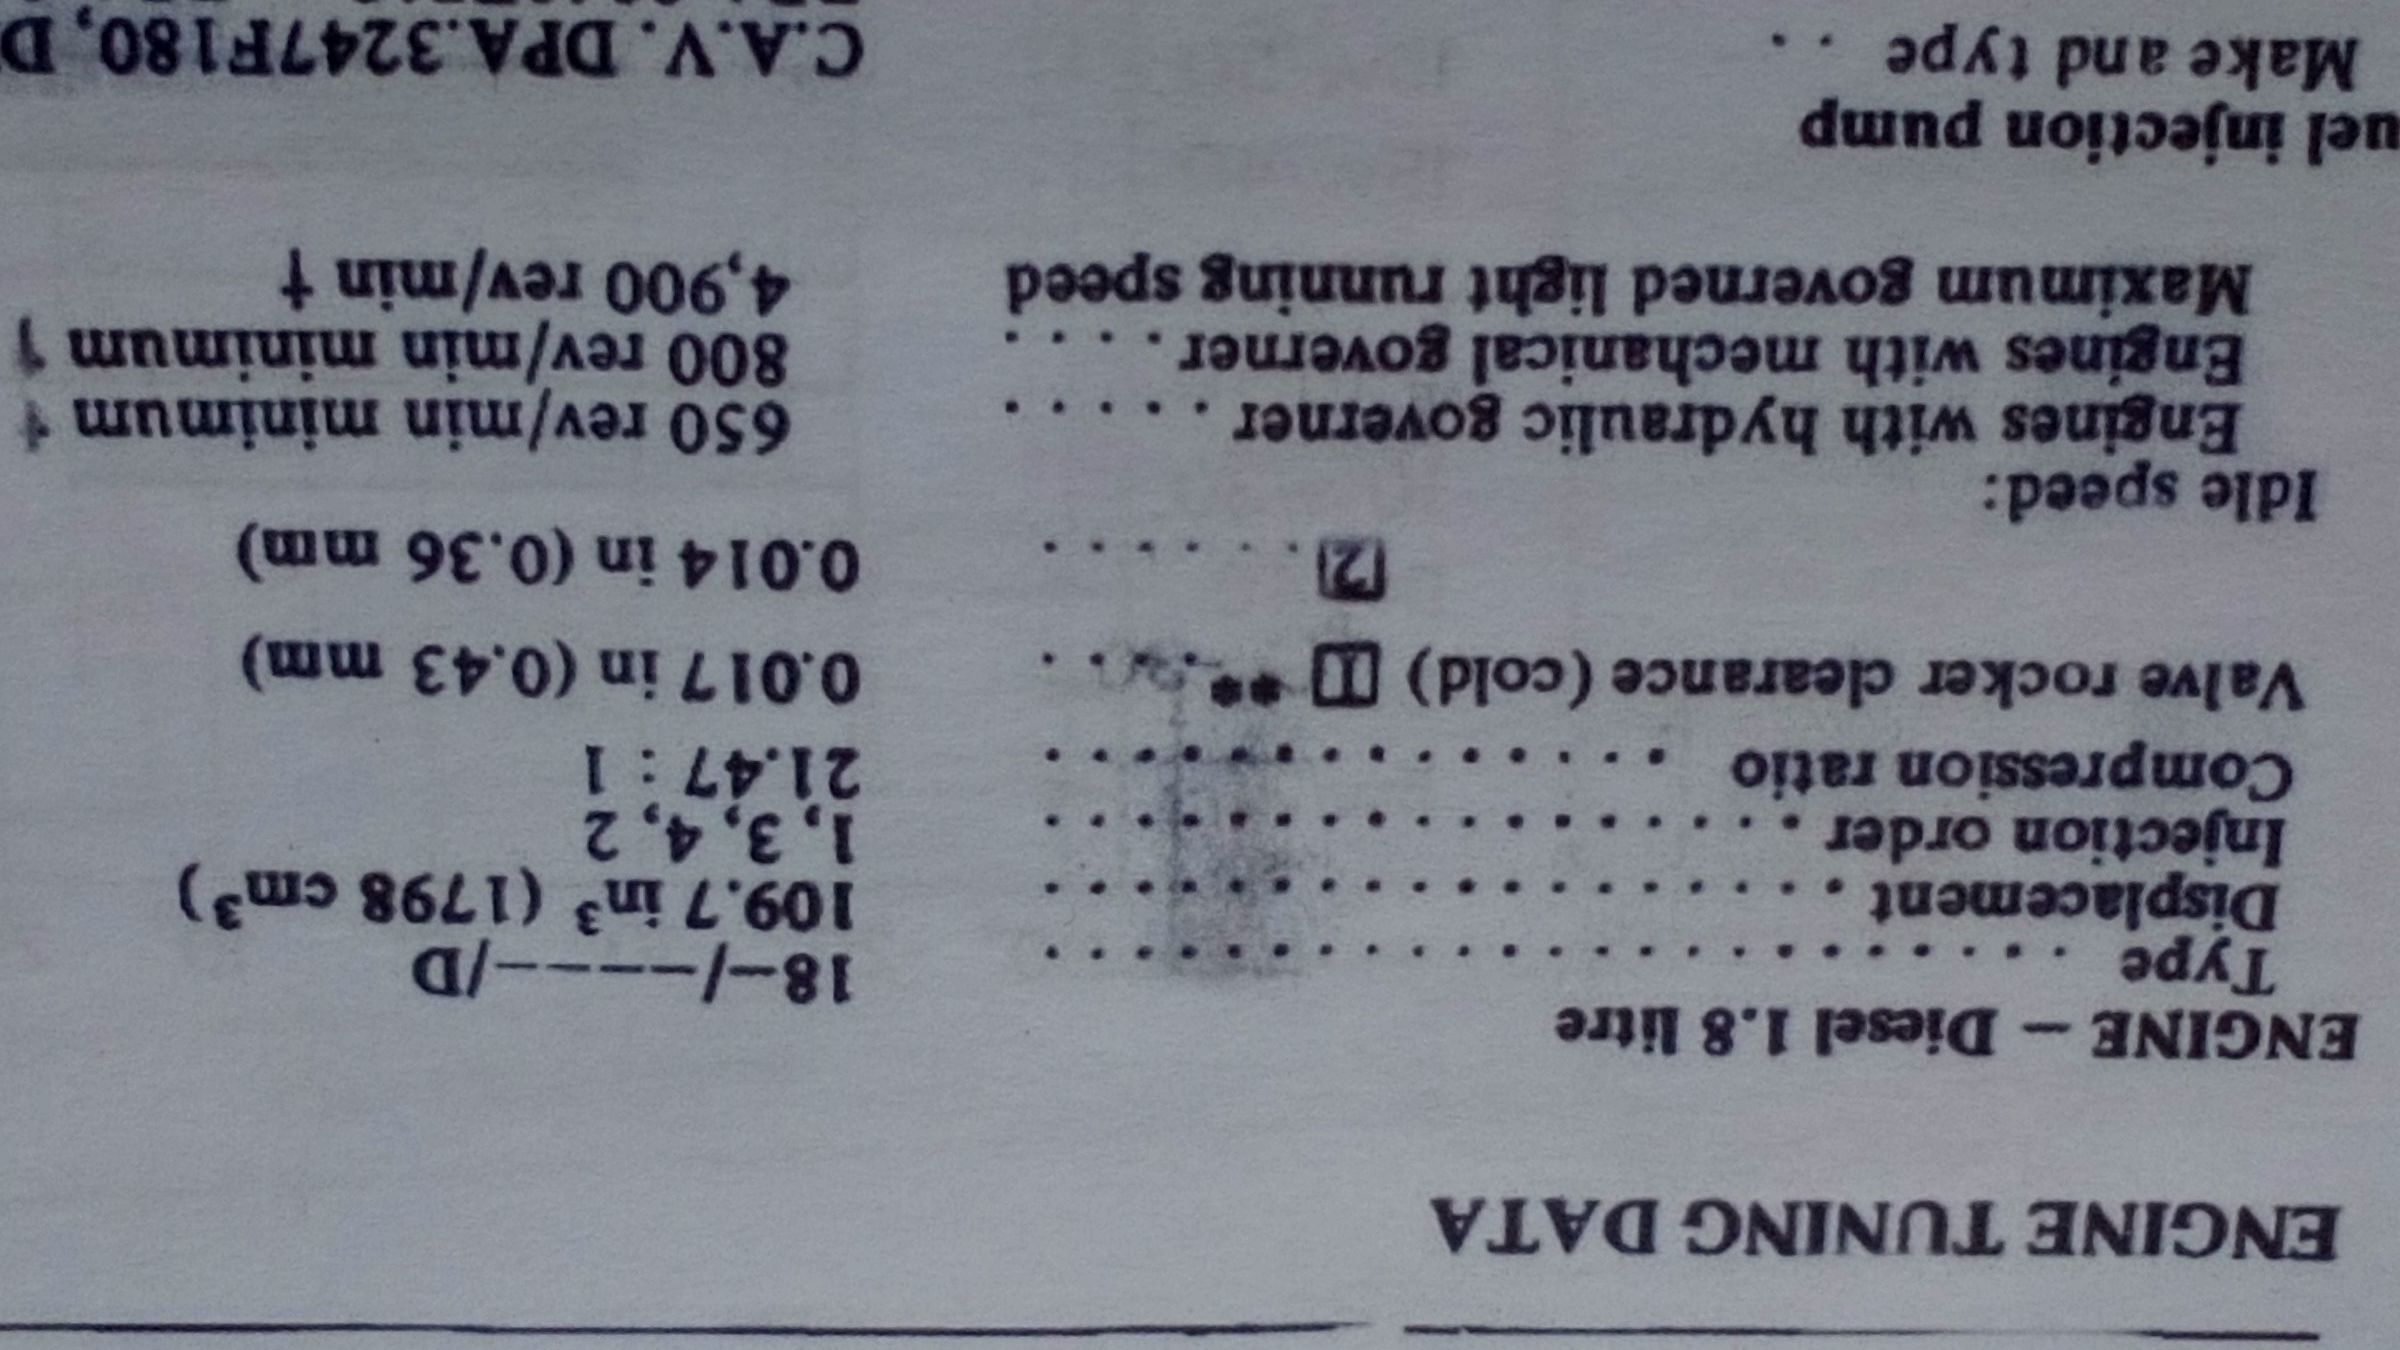 ENGINE TUNING DATA
ENGINE – Diesel 1.8 litre
Type . . . . . . . . . . . . . . . . . . . . 18–/–––––/D
Displacement . . . . . . . . . . . . . . . . . 109.7 in³ (1798 cm³)
Injection order . . . . . . . . . . . . . . . . . 1, 3, 4, 2
Compression ratio . . . . . . . . . . . . . . 21.47 : 1
Valve rocker clearance (cold) 1 ** . . . . 0.017 in (0.43 mm)
2 . . . . . . 0.014 in (0.36 mm)
Idle speed:
Engines with hydraulic governer . . . . . 650 rev/min minimum
Engines with mechanical governer . . . . 800 rev/min minimum
Maximum governed light running speed 4,900 rev/min †
uel injection pump
Make and type . . C.A.V. DPA.3247F180, D